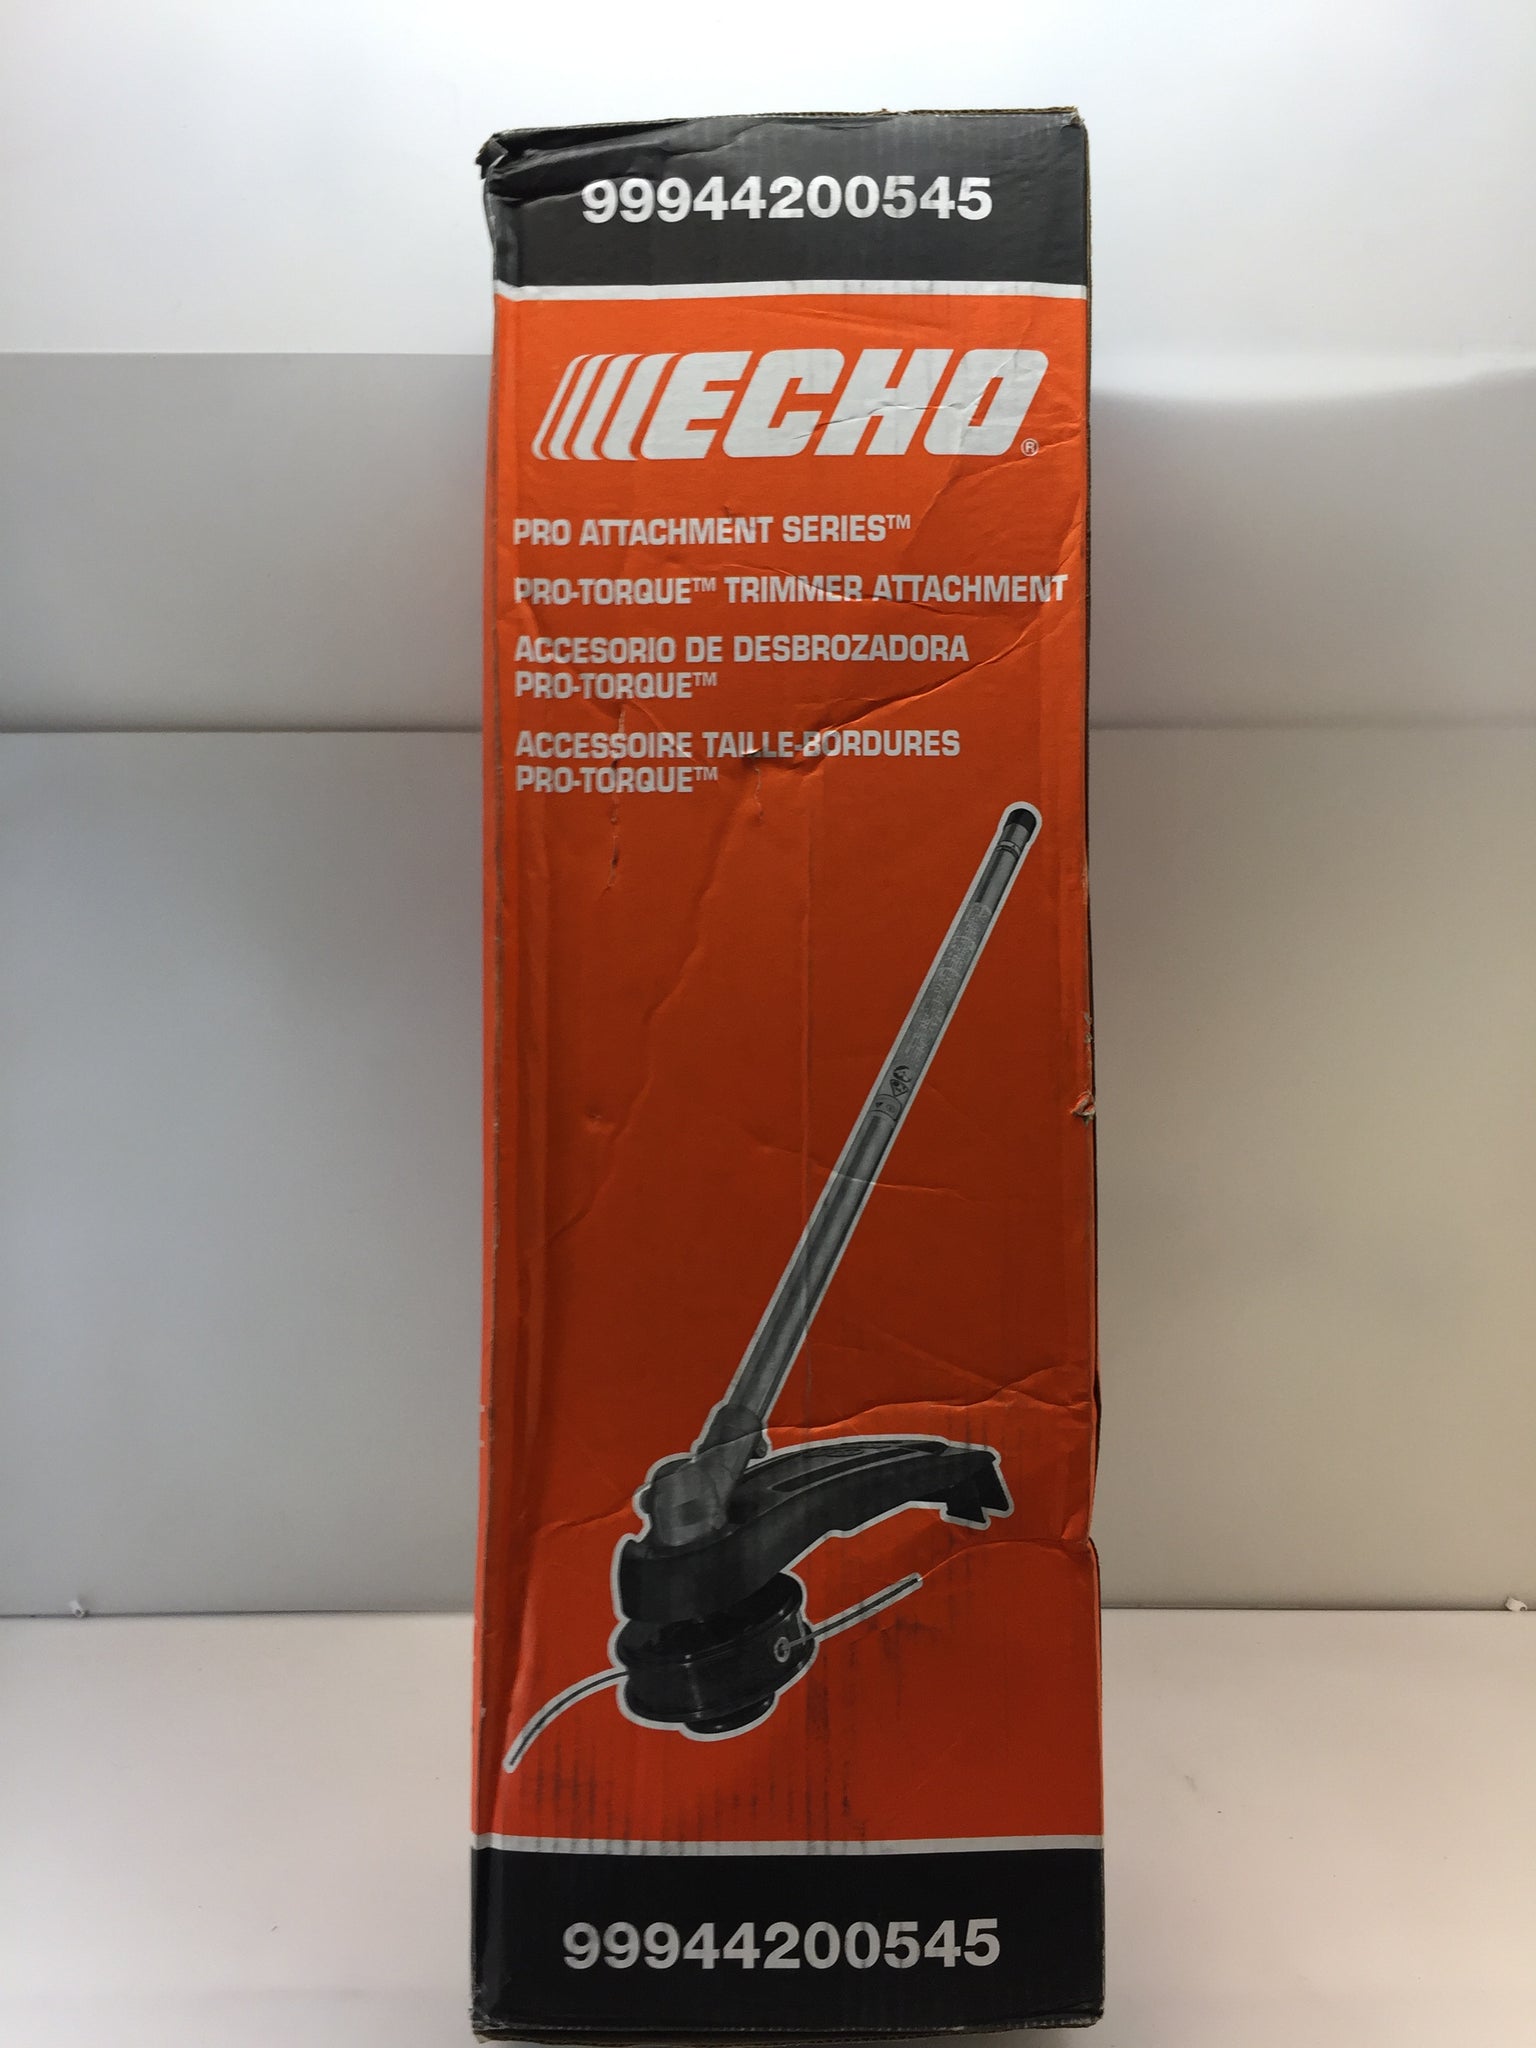 99944200545
ECHO®
PRO ATTACHMENT SERIES™
PRO-TORQUE™ TRIMMER ATTACHMENT
ACCESORIO DE DESBROZADORA
PRO-TORQUE™
ACCESSOIRE TAILLE-BORDURES
PRO-TORQUE™
99944200545